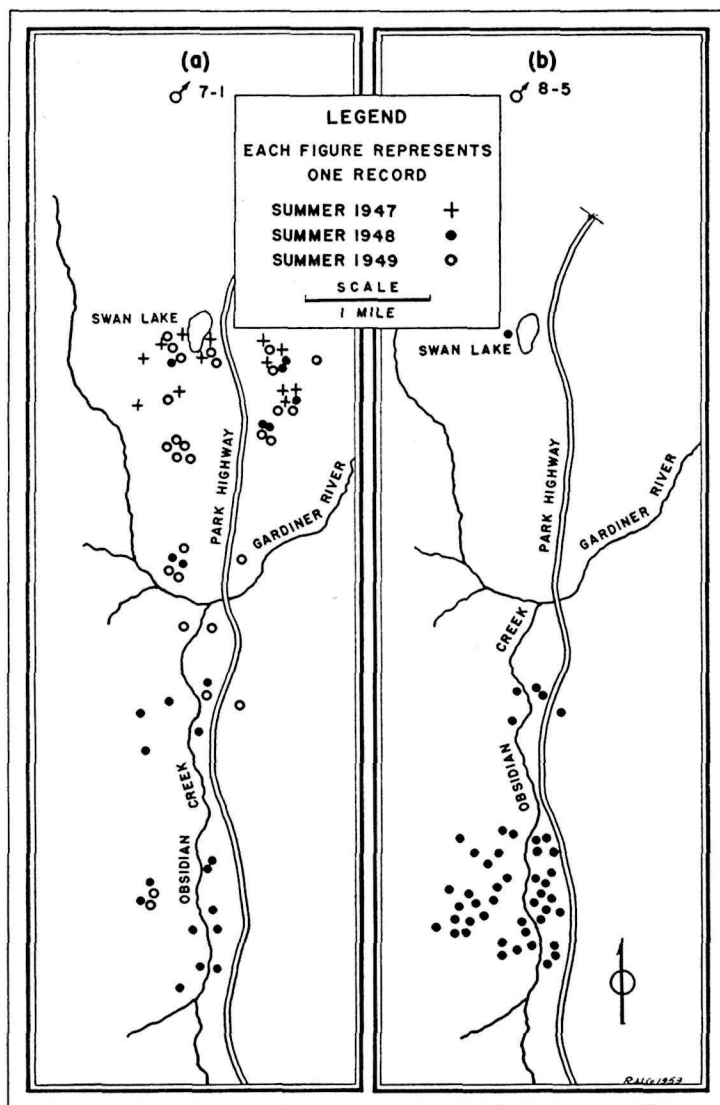 (a)
♂ 7-1
(b)
♂ 8-5
LEGEND
EACH FIGURE REPRESENTS
ONE RECORD
SUMMER 1947 +
SUMMER 1948 ●
SUMMER 1949 ○
SCALE
1 MILE
SWAN LAKE
PARK HIGHWAY
GARDINER RIVER
OBSIDIAN CREEK
SWAN LAKE
PARK HIGHWAY
GARDINER RIVER
OBSIDIAN CREEK
1953